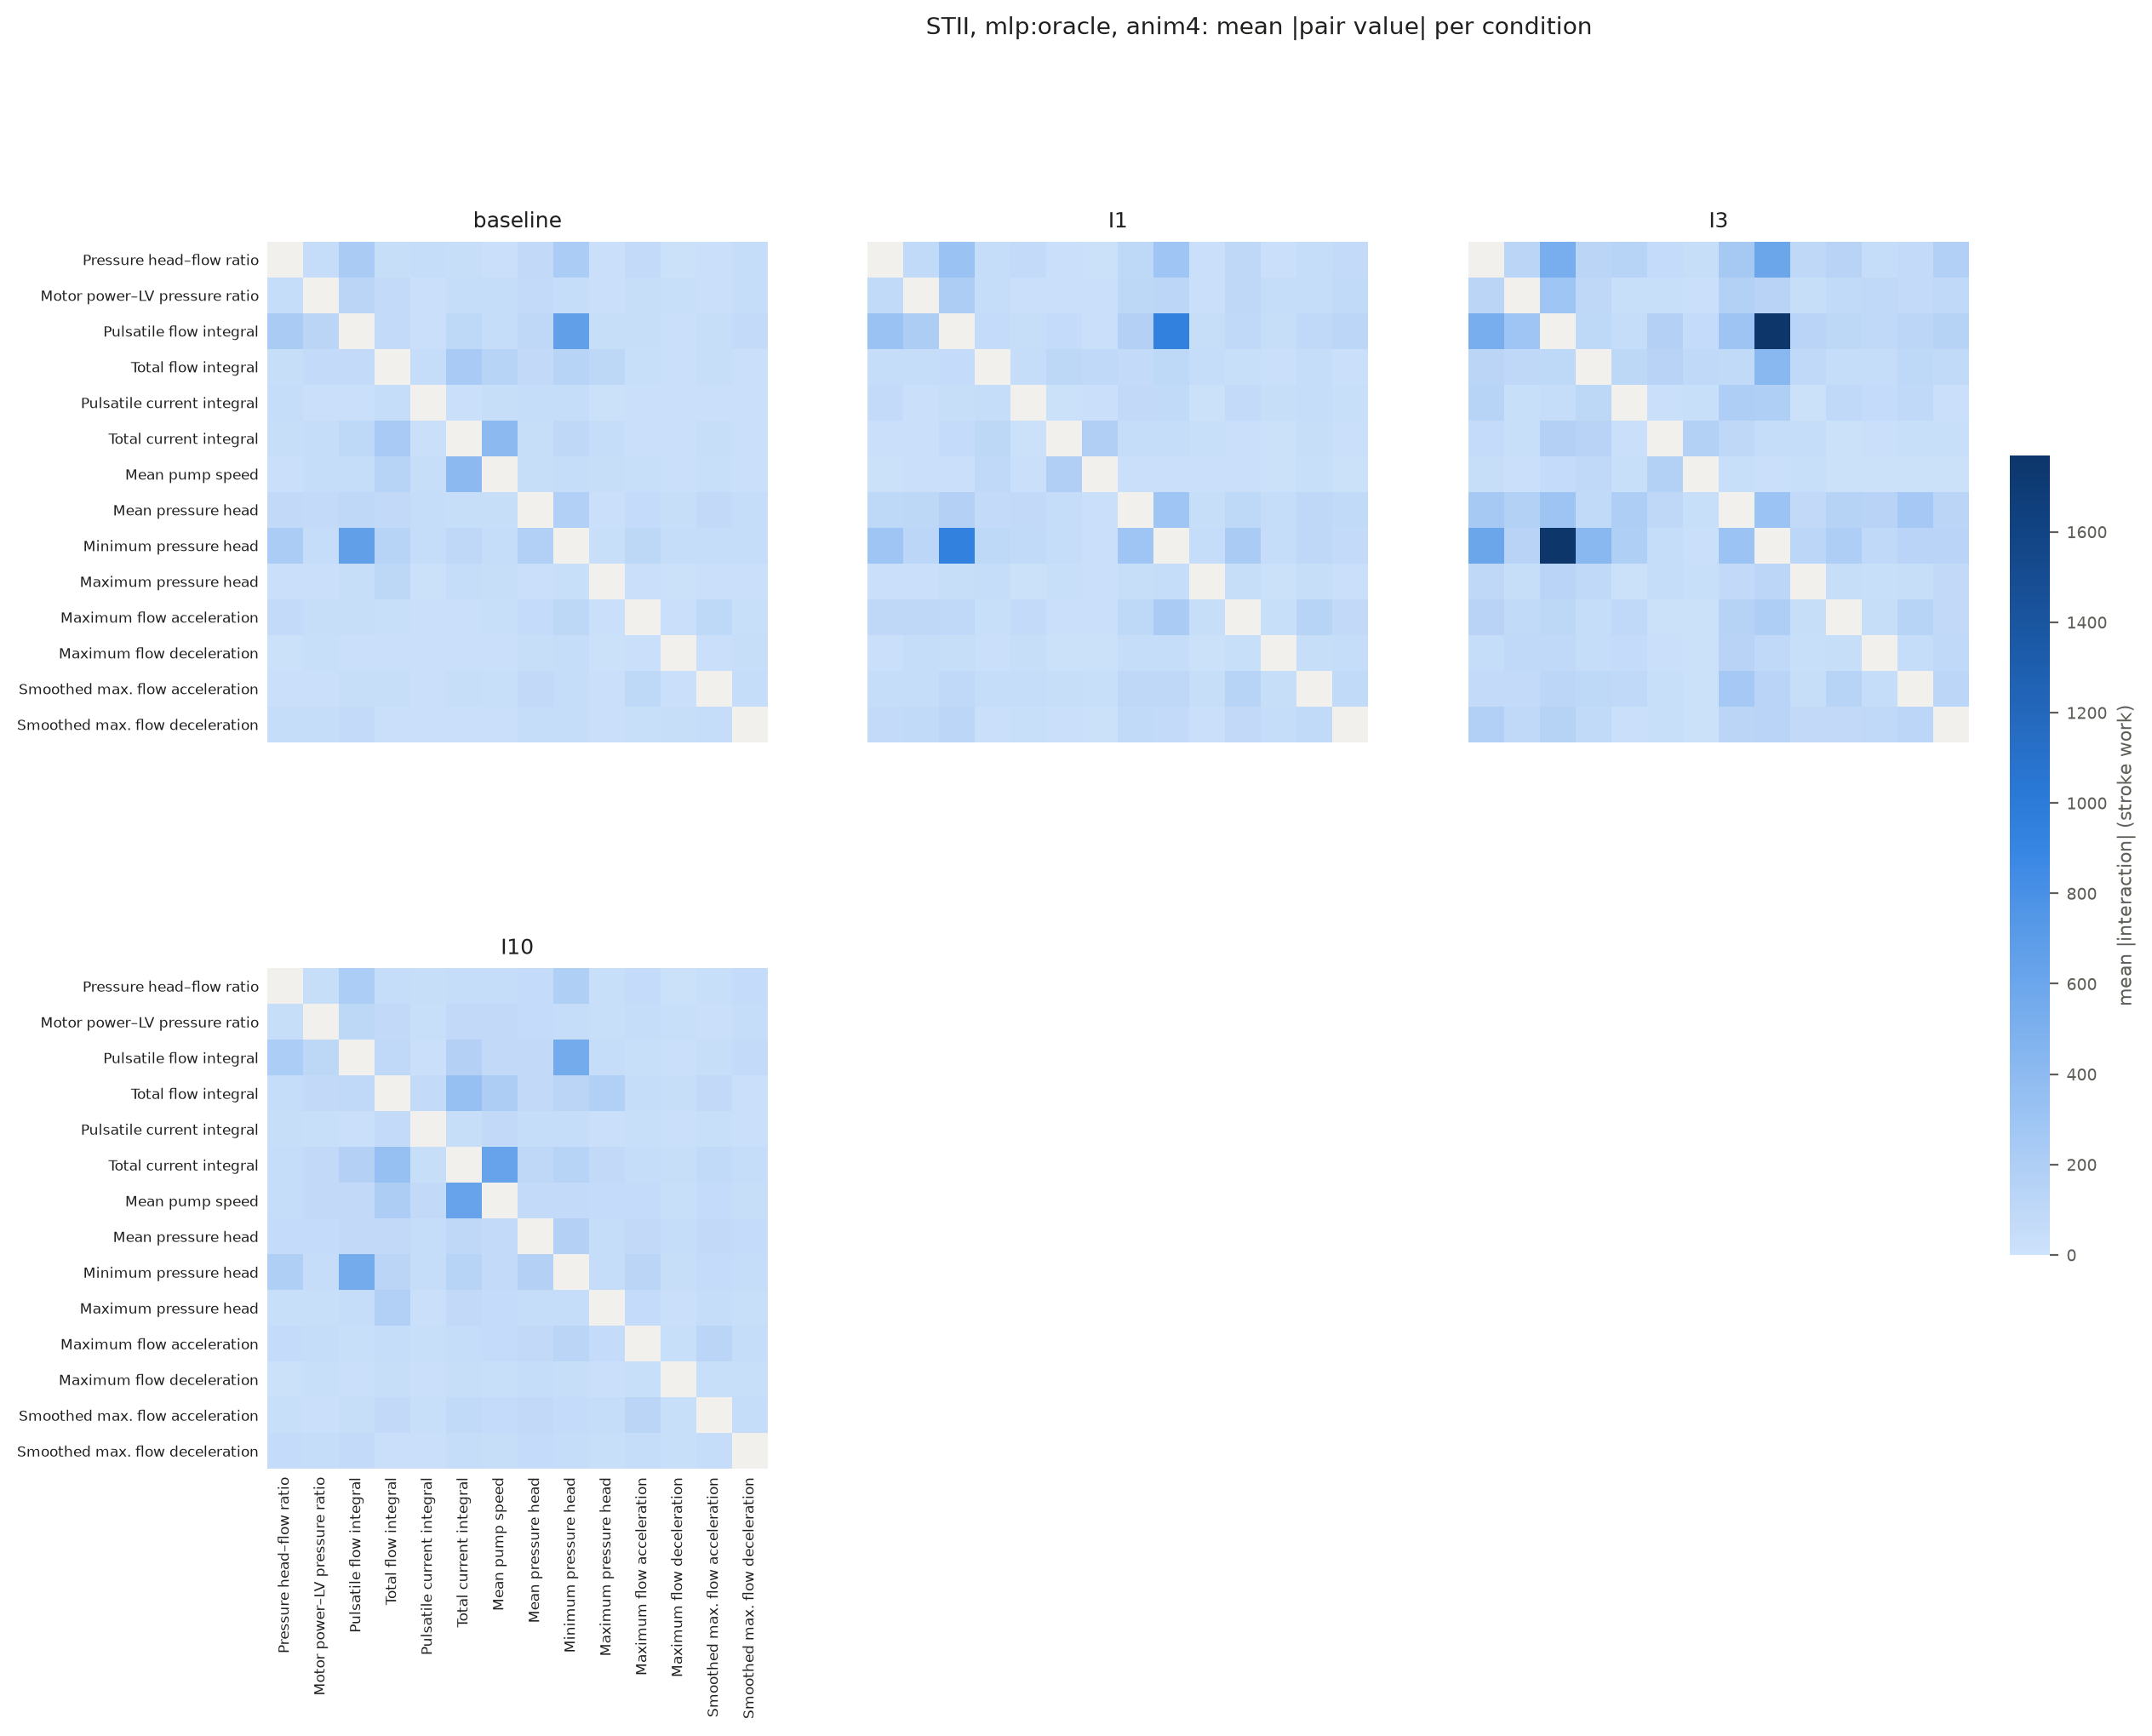 STII, mlp:oracle, anim4: mean |pair value| per condition
baseline
I1
I3
Pressure head–flow ratio
Motor power–LV pressure ratio
Pulsatile flow integral
Total flow integral
Pulsatile current integral
Total current integral
Mean pump speed
Mean pressure head
Minimum pressure head
Maximum pressure head
Maximum flow acceleration
Maximum flow deceleration
Smoothed max. flow acceleration
Smoothed max. flow deceleration
1600
1400
1200
1000
800
600
400
200
0
mean |interaction| (stroke work)
I10
Pressure head–flow ratio
Motor power–LV pressure ratio
Pulsatile flow integral
Total flow integral
Pulsatile current integral
Total current integral
Mean pump speed
Mean pressure head
Minimum pressure head
Maximum pressure head
Maximum flow acceleration
Maximum flow deceleration
Smoothed max. flow acceleration
Smoothed max. flow deceleration
Pressure head–flow ratio
Motor power–LV pressure ratio
Pulsatile flow integral
Total flow integral
Pulsatile current integral
Total current integral
Mean pump speed
Mean pressure head
Minimum pressure head
Maximum pressure head
Maximum flow acceleration
Maximum flow deceleration
Smoothed max. flow acceleration
Smoothed max. flow deceleration